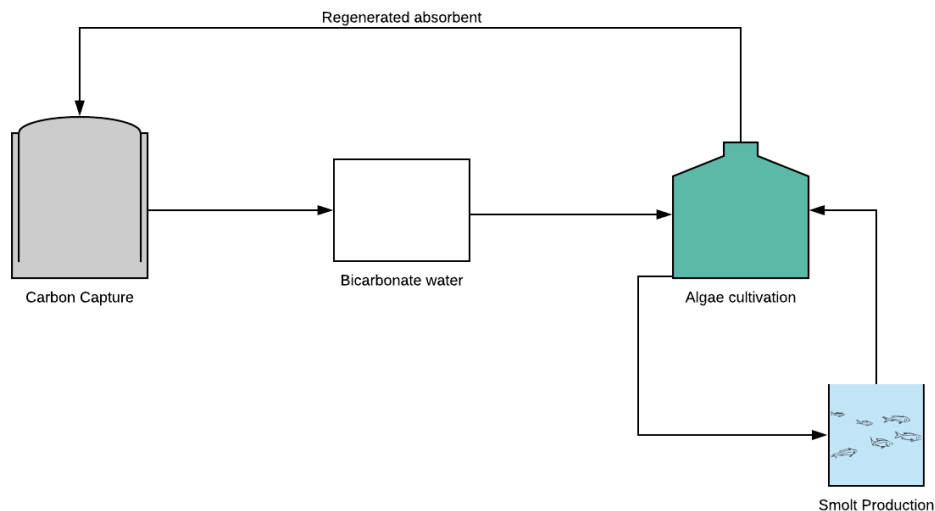 Regenerated absorbent
Carbon Capture
Bicarbonate water
Algae cultivation
Smolt Production